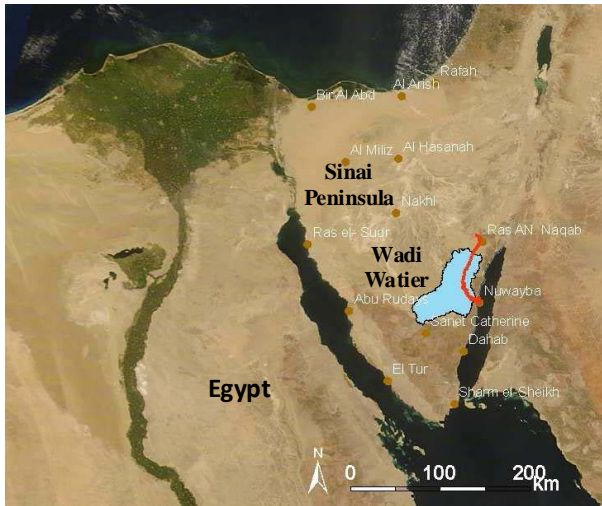 Rafah
Al Arish
Bir Al Abd
Al Miliz
Al Hasanah
Sinai
Peninsula
Nakhl
Ras el- Sudr
Ras AN. Naqab
Wadi
Watier
Abu Rudays
Nuwayba
Sanet Catherine
Dahab
El Tur
Egypt
Sharm el-Sheikh
N
0 100 200
Km